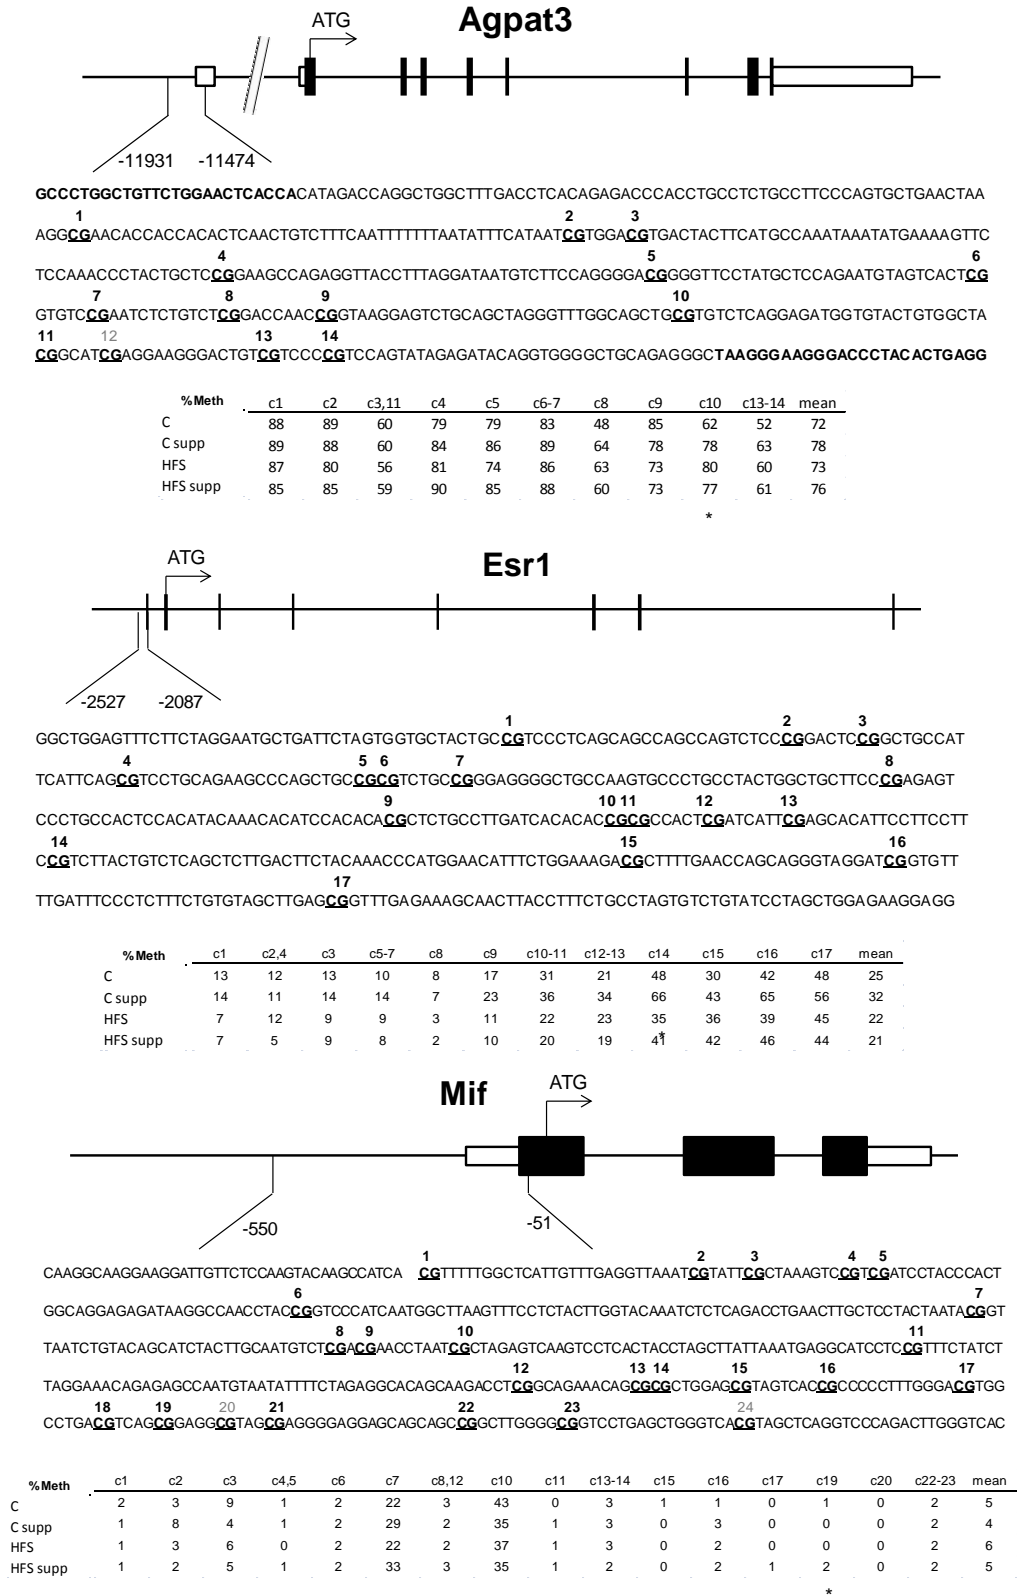 Agpat3
ATG
-11931 -11474
GCCCTGGCTGTTCTGGAACTCACCACATAGACCAGGCTGGCTTTGACCTCACAGAGACCCACCTGCCTCTGCCTTCCCAGTGCTGAACTAA
1 2 3
AGGCGAACACCACCACACTCAACTGTCTTTCAATTTTTTTAATATTTCATAATCGTGGACGTGACTACTTCATGCCAAATAAATATGAAAAGTTC
4 5 6
TCCAAACCCTACTGCTCCGGAAGCCAGAGGTTACCTTTAGGATAATGTCTTCCAGGGGACGGGGTTCCTATGCTCCAGAATGTAGTCACTCG
7 8 9 10
GTGTCCGAATCTCTGTCTCGGACCAACCGGTAAGGAGTCTGCAGCTAGGGTTTGGCAGCTGCGTGTCTCAGGAGATGGTGTACTGTGGCTA
11 12 13 14
CGGCATCGAGGAAGGGACTGTCGTCCCCGTCCAGTATAGAGATACAGGTGGGGCTGCAGAGGGCTAAGGGAAGGGACCCTACACTGAGG
%Meth c1 c2 c3,11 c4 c5 c6-7 c8 c9 c10 c13-14 mean
C 88 89 60 79 79 83 48 85 62 52 72
C supp 89 88 60 84 86 89 64 78 78 63 78
HFS 87 80 56 81 74 86 63 73 80 60 73
HFS supp 85 85 59 90 85 88 60 73 77 61 76
*
Esr1
ATG
-2527 -2087
1 2 3
GGCTGGAGTTTCTTCTAGGAATGCTGATTCTAGTGGTGCTACTGCCGTCCCTCAGCAGCCAGCCAGTCTCCCGGACTCCGGCTGCCAT
4 5 6 7 8
TCATTCAGCGTCCTGCAGAAGCCCAGCTGCCGCGTCTGCCGGGAGGGGCTGCCAAGTGCCCTGCCTACTGGCTGCTTCCCGAGAGT
9 10 11 12 13
CCCTGCCACTCCACATACAAACACATCCACACACGCTCTGCCTTGATCACACACCGCGCCACTCGATCATTCGAGCACATTCCTTCCTT
14 15 16
CCGTCTTACTGTCTCAGCTCTTGACTTCTACAAACCCATGGAACATTTCTGGAAAGACGCTTTTGAACCAGCAGGGTAGGATCGGTGTT
17
TTGATTTCCCTCTTTCTGTGTAGCTTGAGCGGTTTGAGAAAGCAACTTACCTTTCTGCCTAGTGTCTGTATCCTAGCTGGAGAAGGAGG
%Meth c1 c2,4 c3 c5-7 c8 c9 c10-11 c12-13 c14 c15 c16 c17 mean
C 13 12 13 10 8 17 31 21 48 30 42 48 25
C supp 14 11 14 14 7 23 36 34 66 43 65 56 32
HFS 7 12 9 9 3 11 22 23 35 36 39 45 22
*
HFS supp 7 5 9 8 2 10 20 19 41 42 46 44 21
Mif
ATG
-550 -51
1 2 3 4 5
CAAGGCAAGGAAGGATTGTTCTCCAAGTACAAGCCATCA CGTTTTTGGCTCATTGTTTGAGGTTAAATCGTATTCGCTAAAGTCCGTCGATCCTACCCACT
6 7
GGCAGGAGAGATAAGGCCAACCTACCGGTCCCATCAATGGCTTAAGTTTCCTCTACTTGGTACAAATCTCTCAGACCTGAACTTGCTCCTACTAATACGGT
8 9 10 11
TAATCTGTACAGCATCTACTTGCAATGTCTCGACGAACCTAATCGCTAGAGTCAAGTCCTCACTACCTAGCTTATTAAATGAGGCATCCTCCGTTTCTATCT
12 13 14 15 16 17
TAGGAAACAGAGAGCCAATGTAATATTTTCTAGAGGCACAGCAAGACCTCGGCAGAAACAGCGCGCTGGAGCGTAGTCACCGCCCCCTTTGGGACGTGG
18 19 20 21 22 23 24
CCCTGACGTCAGCGGAGGCGTAGCGAGGGGAGGAGCAGCAGCCGGCTTGGGGCGGTCCTGAGCTGGGTCACGTAGCTCAGGTCCCAGACTTGGGTCAC
%Meth c1 c2 c3 c4,5 c6 c7 c8,12 c10 c11 c13-14 c15 c16 c17 c19 c20 c22-23 mean
C 2 3 9 1 2 22 3 43 0 3 1 1 0 1 0 2 5
C supp 1 8 4 1 2 29 2 35 1 3 0 3 0 0 0 2 4
HFS 1 3 6 0 2 22 2 37 1 3 0 2 0 0 0 2 6
HFS supp 1 2 5 1 2 33 3 35 1 2 0 2 1 2 0 2 5
*